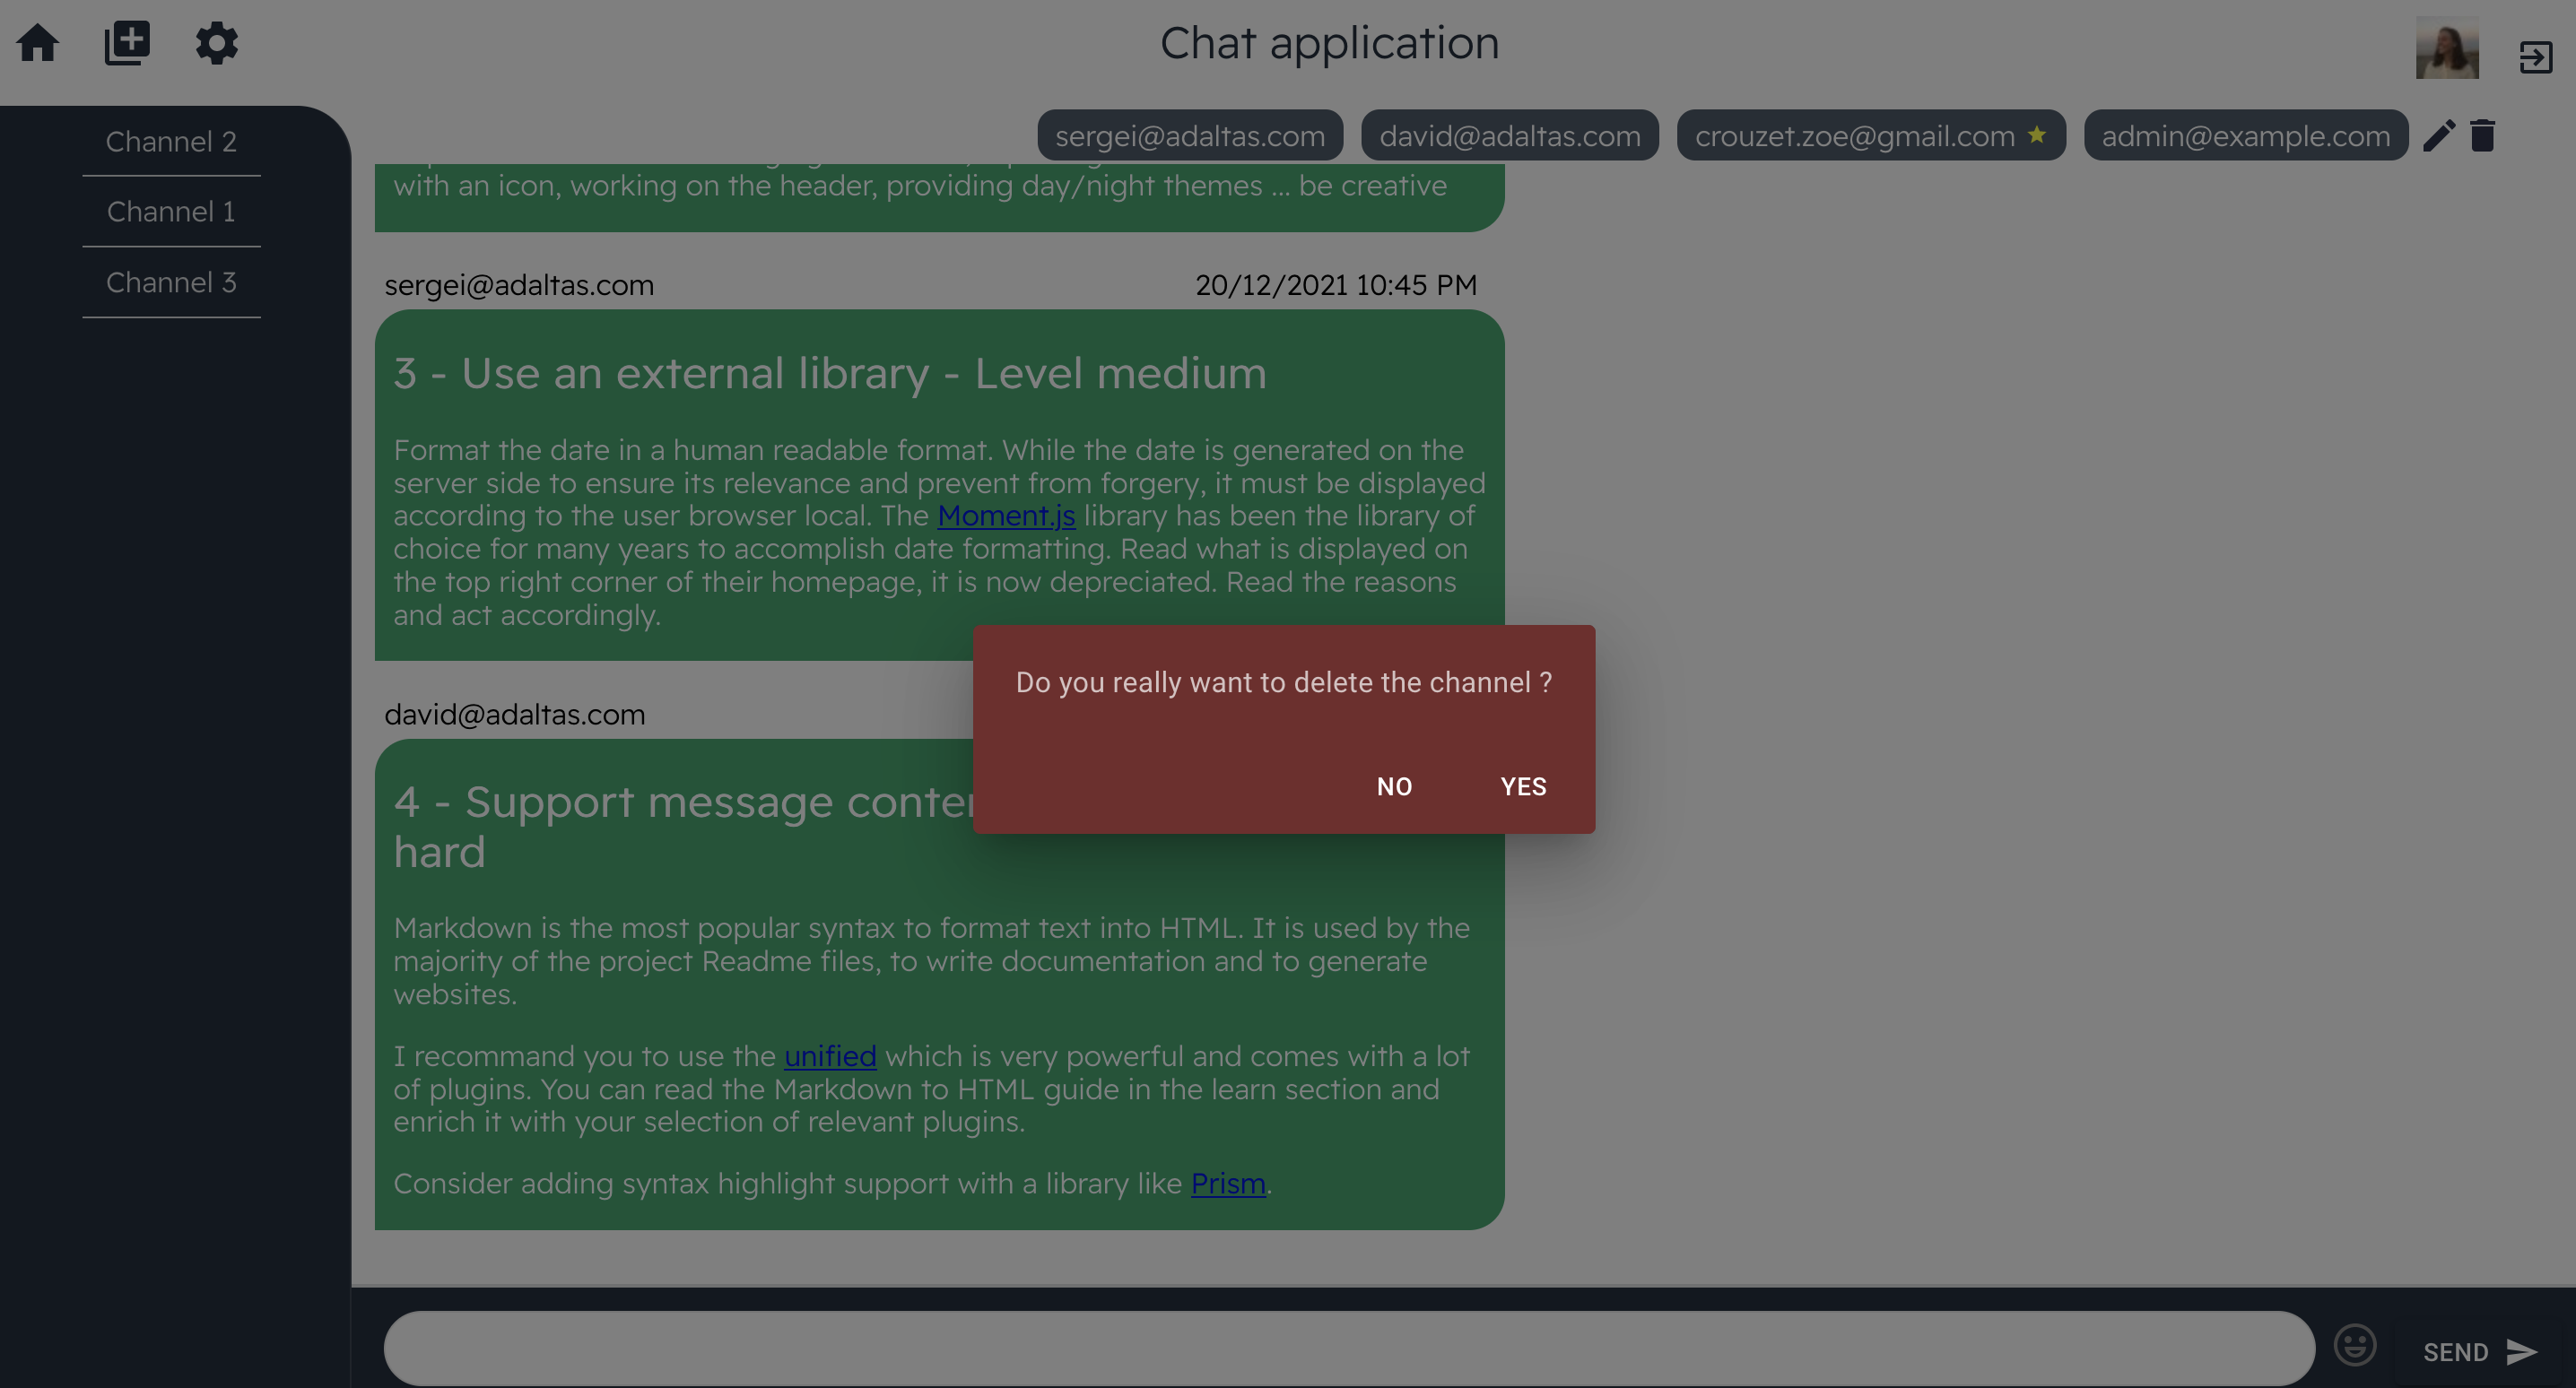 Chat application
sergei@adaltas.com
david@adaltas.com
crouzet.zoe@gmail.com
admin@example.com
Channel 2
Channel 1
Channel 3
with an icon, working on the header, providing day/night themes ... be creative
sergei@adaltas.com
20/12/2021 10:45 PM
3 - Use an external library - Level medium
Format the date in a human readable format. While the date is generated on the
server side to ensure its relevance and prevent from forgery, it must be displayed
according to the user browser local. The Moment.js library has been the library of
choice for many years to accomplish date formatting. Read what is displayed on
the top right corner of their homepage, it is now depreciated. Read the reasons
and act accordingly.
Do you really want to delete the channel ?
NO
YES
david@adaltas.com
4 - Support message
hard
Markdown is the most popular syntax to format text into HTML. It is used by the
majority of the project Readme files, to write documentation and to generate
websites.
I recommand you to use the unified which is very powerful and comes with a lot
of plugins. You can read the Markdown to HTML guide in the learn section and
enrich it with your selection of relevant plugins.
Consider adding syntax highlight support with a library like Prism.
SEND